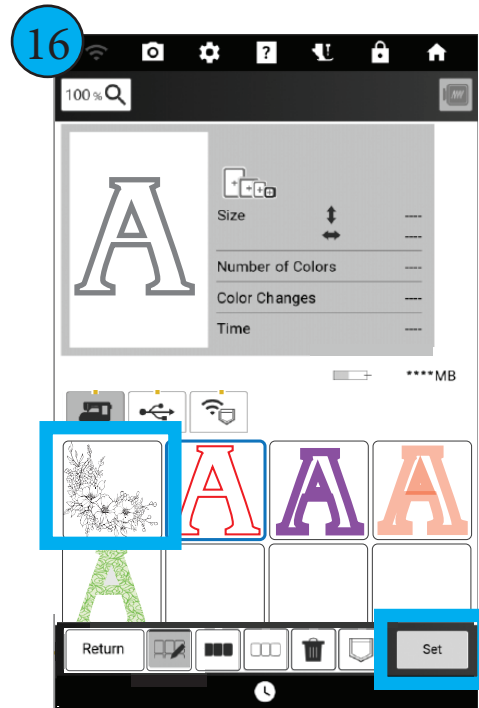 16
?
100 %
A
Size ----
----
Number of Colors ----
Color Changes ----
Time ----
****MB
A A A
A
Return Set